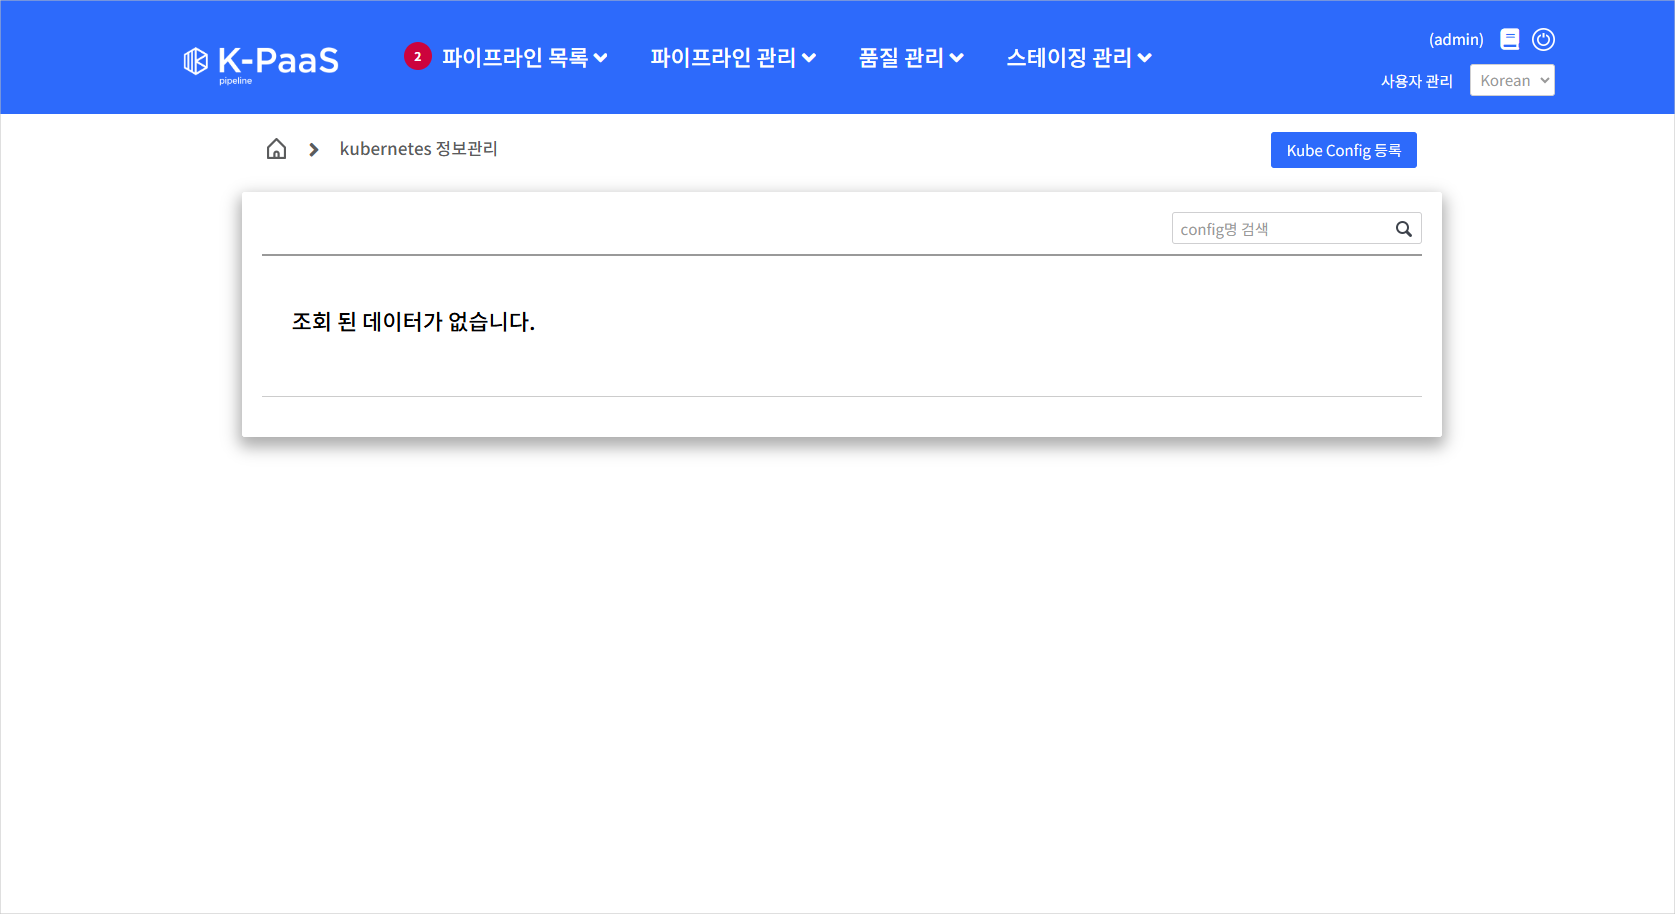 K-PaaS
pipeline
2 파이프라인 목록 파이프라인 관리 품질 관리 스테이징 관리
(admin)
사용자 관리 Korean
kubernetes 정보관리
Kube Config 등록
config명 검색
조회 된 데이터가 없습니다.